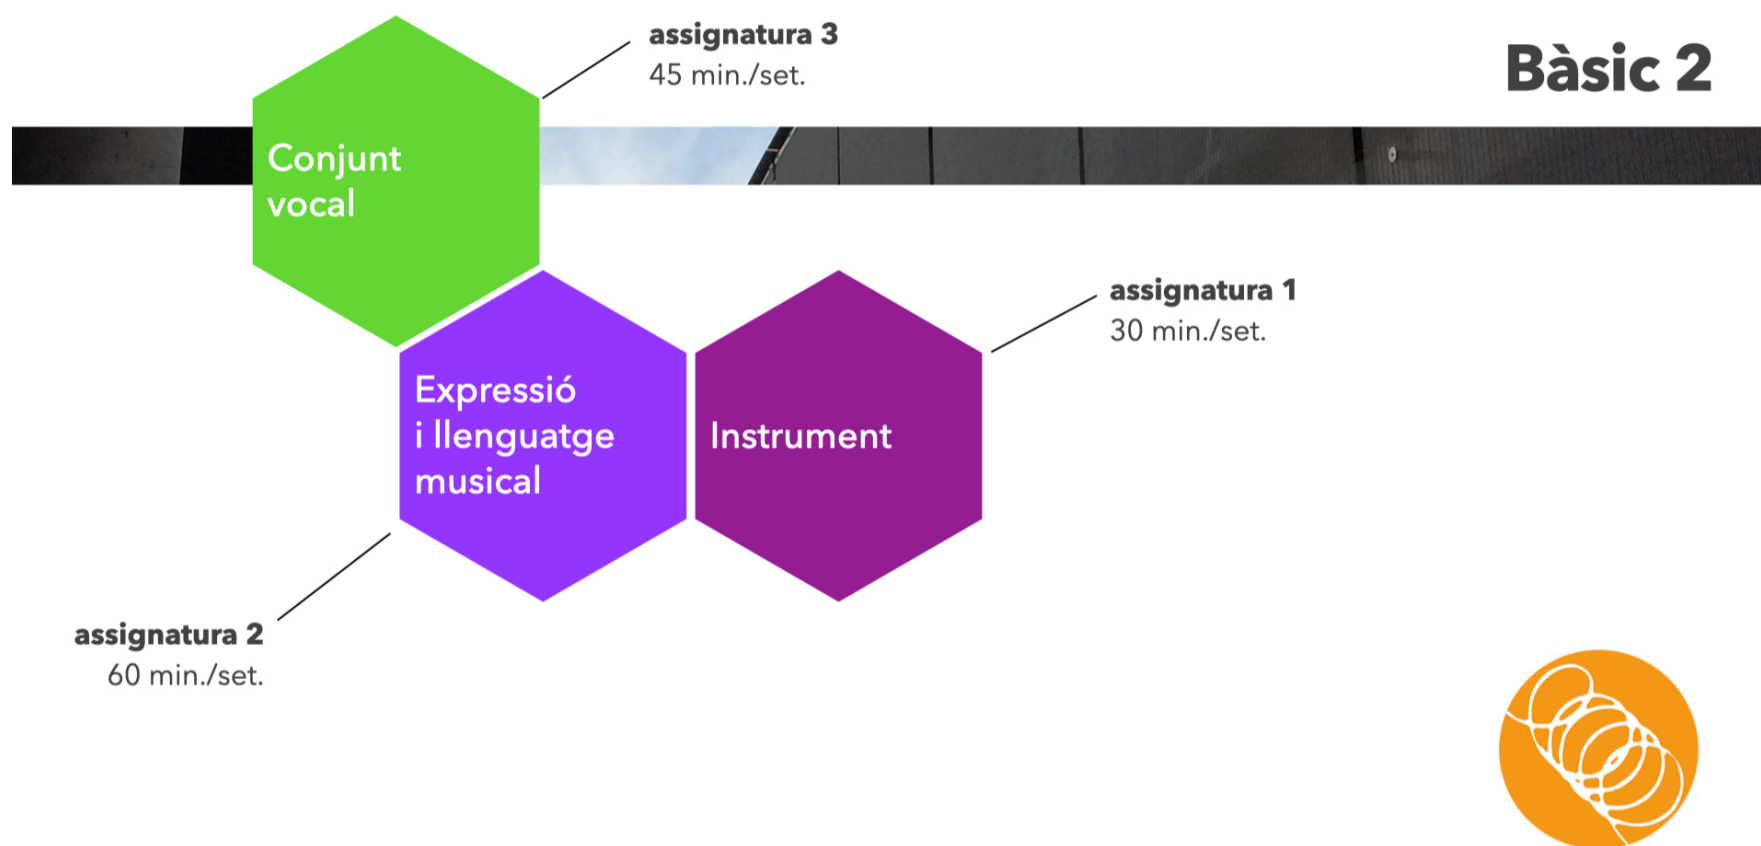 assignatura 3
45 min./set.
Bàsic 2
Conjunt
vocal
assignatura 1
30 min./set.
Expressió
i llenguatge
musical
Instrument
assignatura 2
60 min./set.